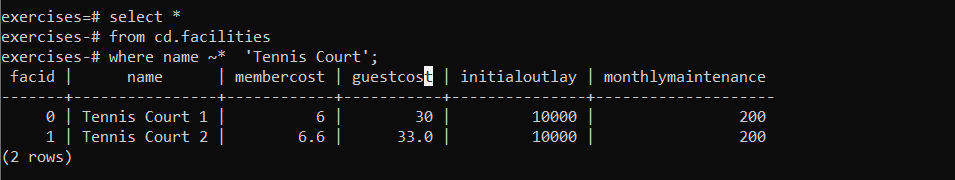 exercises=# select *
exercises-# from cd.facilities
exercises-# where name ~*  'Tennis Court';
 facid |      name      | membercost | guestcost | initialoutlay | monthlymaintenance
-------+----------------+------------+-----------+---------------+--------------------
     0 | Tennis Court 1 |          6 |        30 |         10000 |                200
     1 | Tennis Court 2 |        6.6 |      33.0 |         10000 |                200
(2 rows)